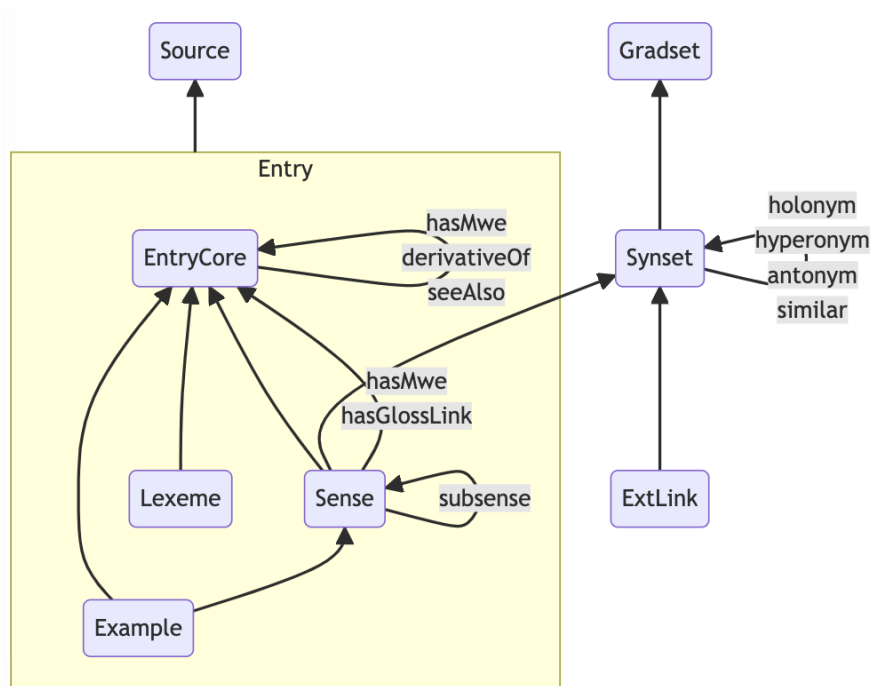 Source
Gradset
Entry
EntryCore
hasMwe
derivativeOf
seeAlso
Synset
holonym
hyperonym
antonym
similar
hasMwe
hasGlossLink
Lexeme
Sense
subsense
ExtLink
Example